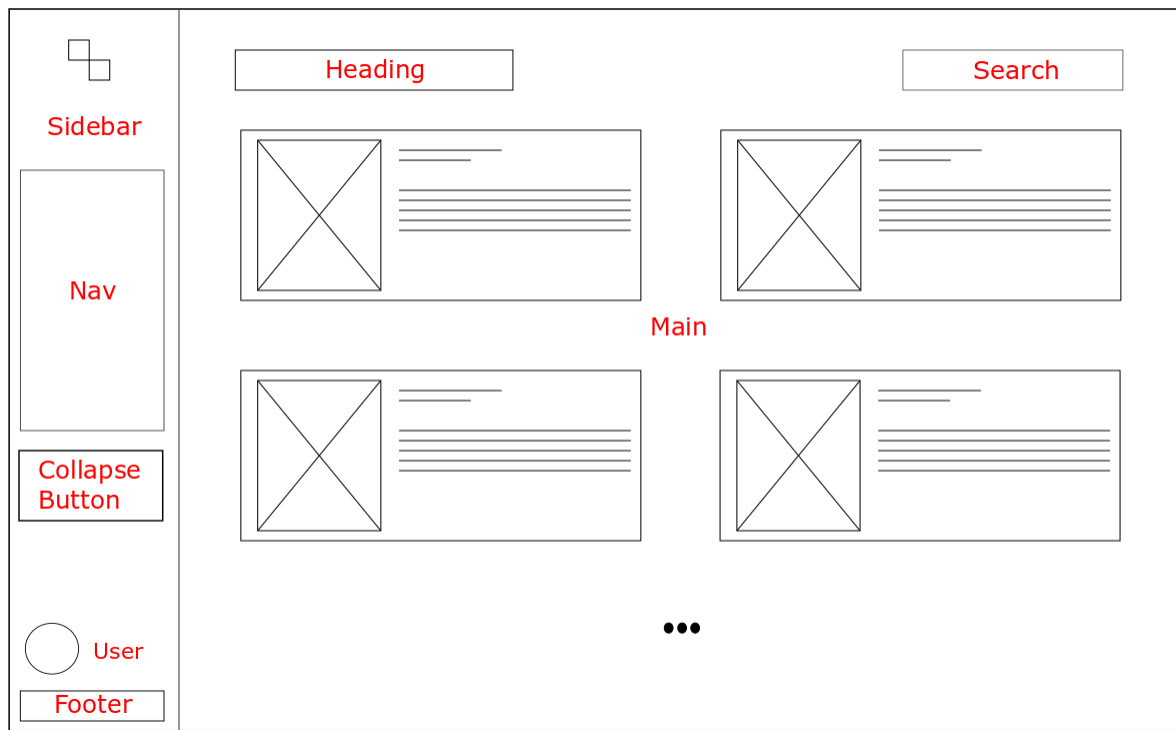 Heading
Search
Sidebar
Nav
Main
Collapse
Button
User
Footer